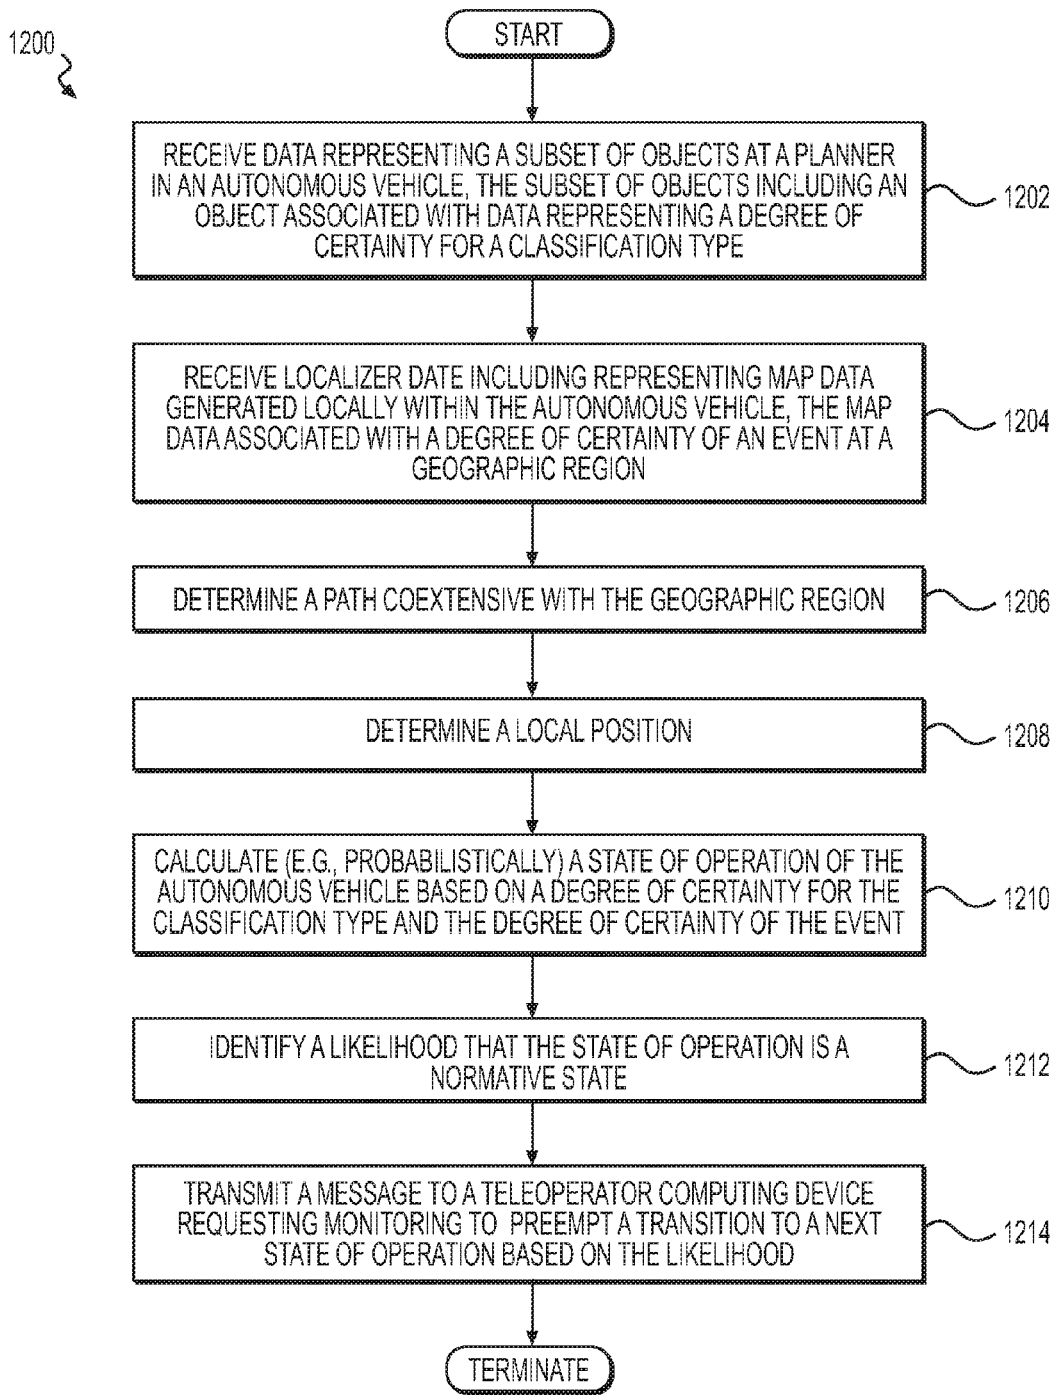 START
1200
RECEIVE DATA REPRESENTING A SUBSET OF OBJECTS AT A PLANNER
IN AN AUTONOMOUS VEHICLE, THE SUBSET OF OBJECTS INCLUDING AN
OBJECT ASSOCIATED WITH DATA REPRESENTING A DEGREE OF
CERTAINTY FOR A CLASSIFICATION TYPE
1202
RECEIVE LOCALIZER DATE INCLUDING REPRESENTING MAP DATA
GENERATED LOCALLY WITHIN THE AUTONOMOUS VEHICLE, THE MAP
DATA ASSOCIATED WITH A DEGREE OF CERTAINTY OF AN EVENT AT A
GEOGRAPHIC REGION
1204
DETERMINE A PATH COEXTENSIVE WITH THE GEOGRAPHIC REGION
1206
DETERMINE A LOCAL POSITION
1208
CALCULATE (E.G., PROBABILISTICALLY) A STATE OF OPERATION OF THE
AUTONOMOUS VEHICLE BASED ON A DEGREE OF CERTAINTY FOR THE
CLASSIFICATION TYPE AND THE DEGREE OF CERTAINTY OF THE EVENT
1210
IDENTIFY A LIKELIHOOD THAT THE STATE OF OPERATION IS A
NORMATIVE STATE
1212
TRANSMIT A MESSAGE TO A TELEOPERATOR COMPUTING DEVICE
REQUESTING MONITORING TO PREEMPT A TRANSITION TO A NEXT
STATE OF OPERATION BASED ON THE LIKELIHOOD
1214
TERMINATE